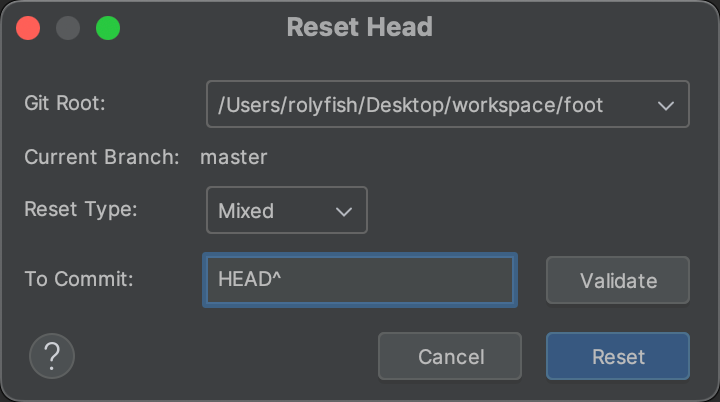 Reset Head
Git Root: /Users/rolyfish/Desktop/workspace/foot
Current Branch: master
Reset Type: Mixed
To Commit: HEAD^ Validate
? Cancel Reset